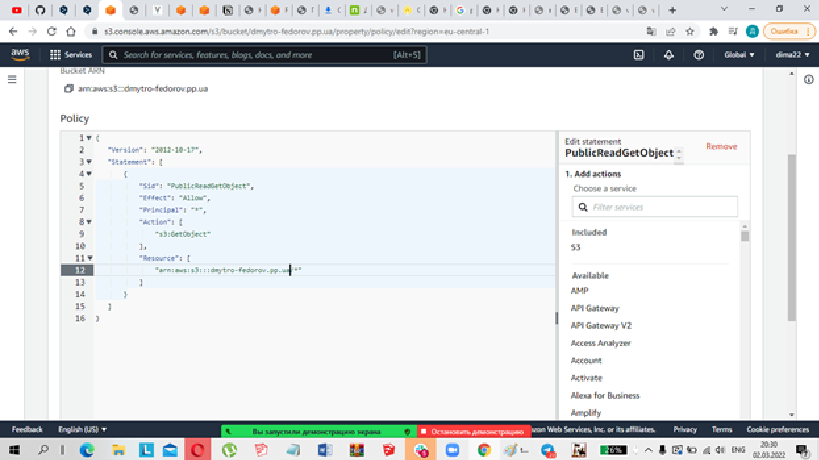 s3.console.aws.amazon.com/s3/bucket/dmytro-fedorov.pp.ua/property/policy/edit?region=eu-central-1
Ошибка
aws
Services
Search for services, features, blogs, docs, and more
[Alt+S]
Global
dima22
Bucket ARN
arn:aws:s3:::dmytro-fedorov.pp.ua
Policy
1 {
2 "Version": "2012-10-17",
3 "Statement": [
4 {
5 "Sid": "PublicReadGetObject",
6 "Effect": "Allow",
7 "Principal": "*",
8 "Action": [
9 "s3:GetObject"
10 ],
11 "Resource": [
12 "arn:aws:s3:::dmytro-fedorov.pp.ua/*"
13 ]
14 }
15 ]
16 }
Edit statement
PublicReadGetObject
Remove
1. Add actions
Choose a service
Filter services
Included
S3
Available
AMP
API Gateway
API Gateway V2
Access Analyzer
Account
Activate
Alexa for Business
Amplify
Feedback
English (US)
Вы запустили демонстрацию экрана
Остановить демонстрацию
zon Web Services, Inc. or its affiliates.
Privacy
Terms
Cookie preferences
ENG
20:30
02.03.2022